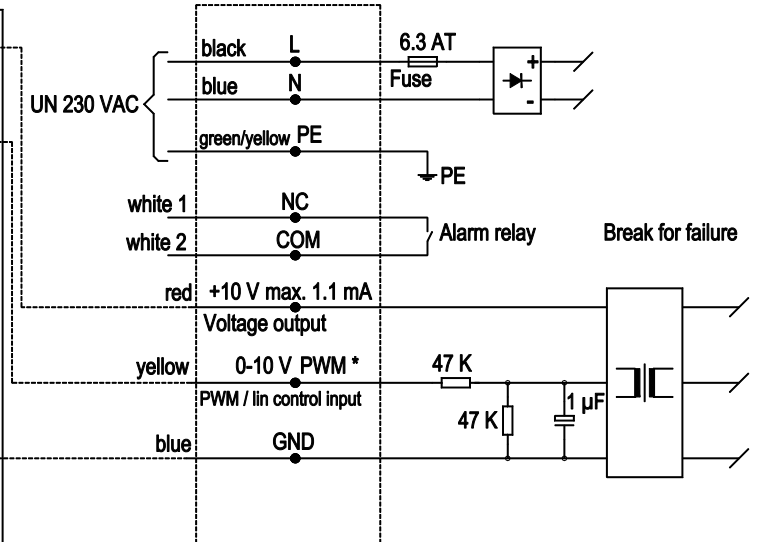 black L 6.3 AT
Fuse
+
blue N
-
UN 230 VAC
green/yellow PE
PE
white 1 NC
white 2 COM Alarm relay Break for failure
red +10 V max. 1.1 mA
Voltage output
yellow 0-10 V PWM * 47 K
PWM / lin control input
47 K 1 µF
blue GND